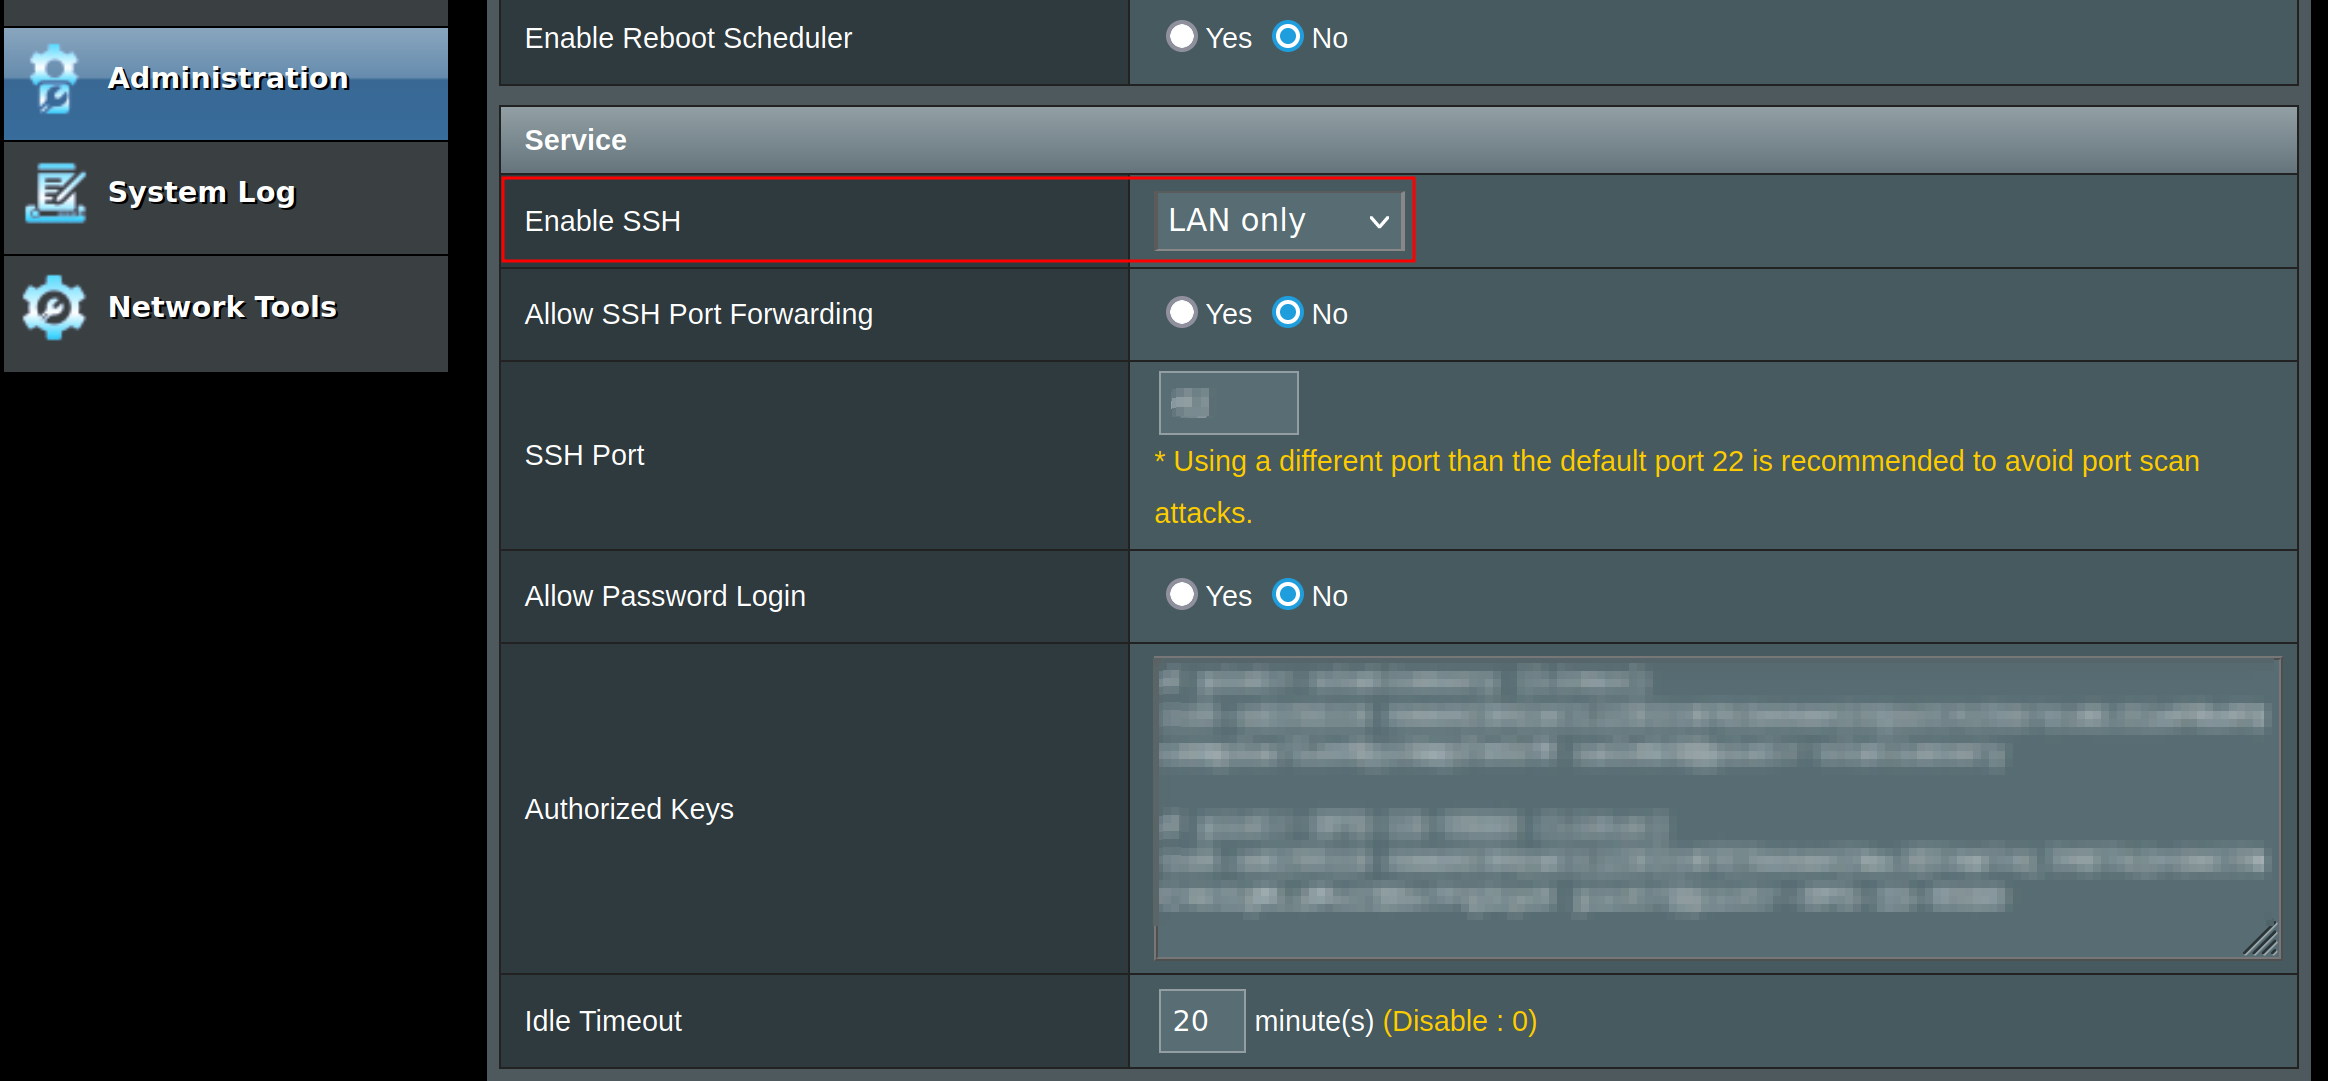 Enable Reboot Scheduler Yes No
Administration
Service
System Log
Enable SSH LAN only
Network Tools
Allow SSH Port Forwarding Yes No
SSH Port
* Using a different port than the default port 22 is recommended to avoid port scan
attacks.
Allow Password Login Yes No
Authorized Keys
Idle Timeout 20 minute(s) (Disable : 0)